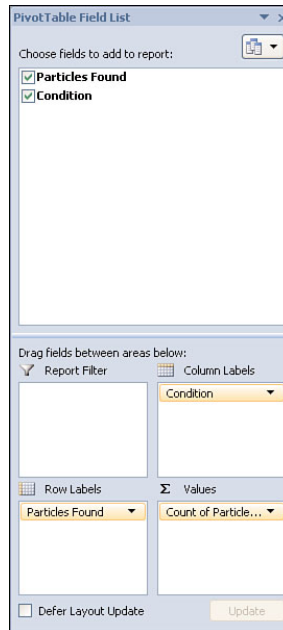 PivotTable Field List
Choose fields to add to report:
Particles Found
Condition
Drag fields between areas below:
Report Filter
Column Labels
Condition
Row Labels
Σ Values
Particles Found
Count of Particle...
Defer Layout Update
Update